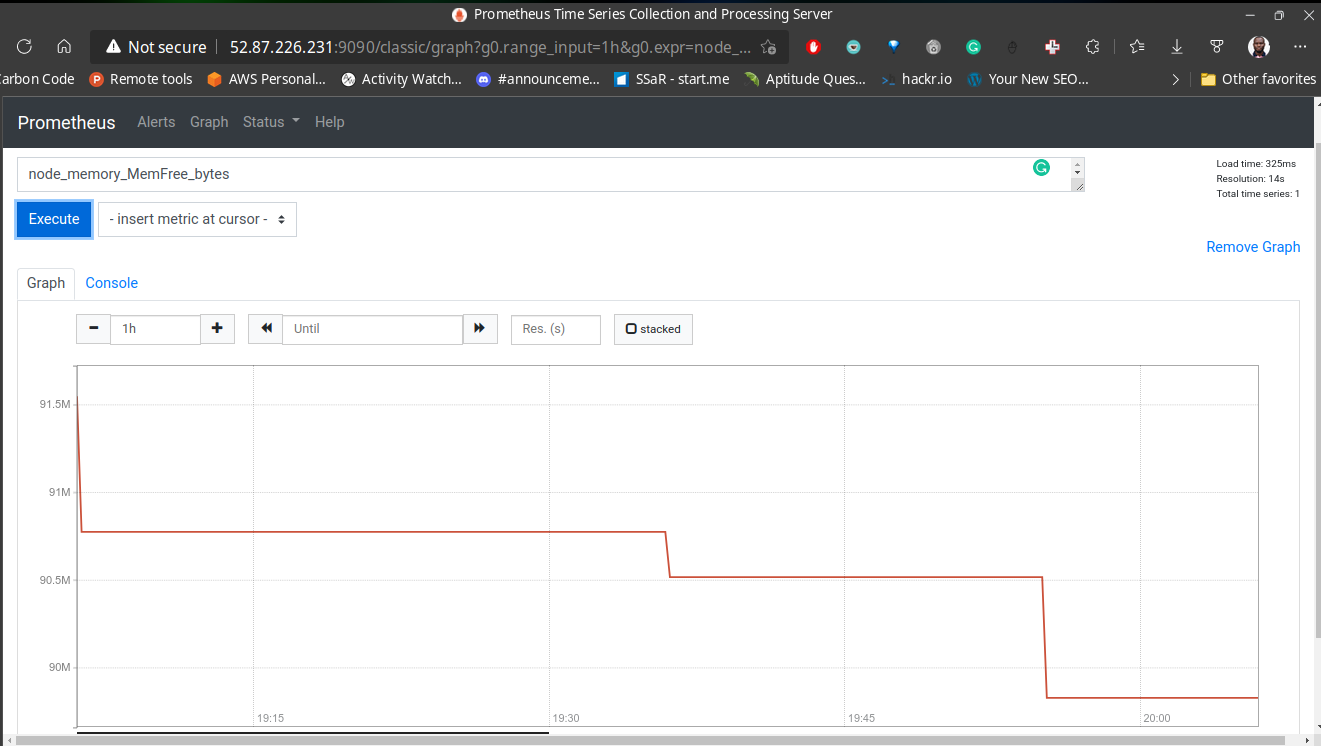 Prometheus Time Series Collection and Processing Server
Not secure 52.87.226.231:9090/classic/graph?g0.range_input=1h&g0.expr=node_...
arbon Code Remote tools AWS Personal... Activity Watch... #announceme... SSaR - start.me Aptitude Ques... hackr.io Your New SEO... Other favorites
Prometheus Alerts Graph Status Help
node_memory_MemFree_bytes
Load time: 325ms
Resolution: 14s
Total time series: 1
Execute - insert metric at cursor -
Remove Graph
Graph Console
1h Until Res. (s) stacked
91.5M
91M
90.5M
90M
19:15 19:30 19:45 20:00